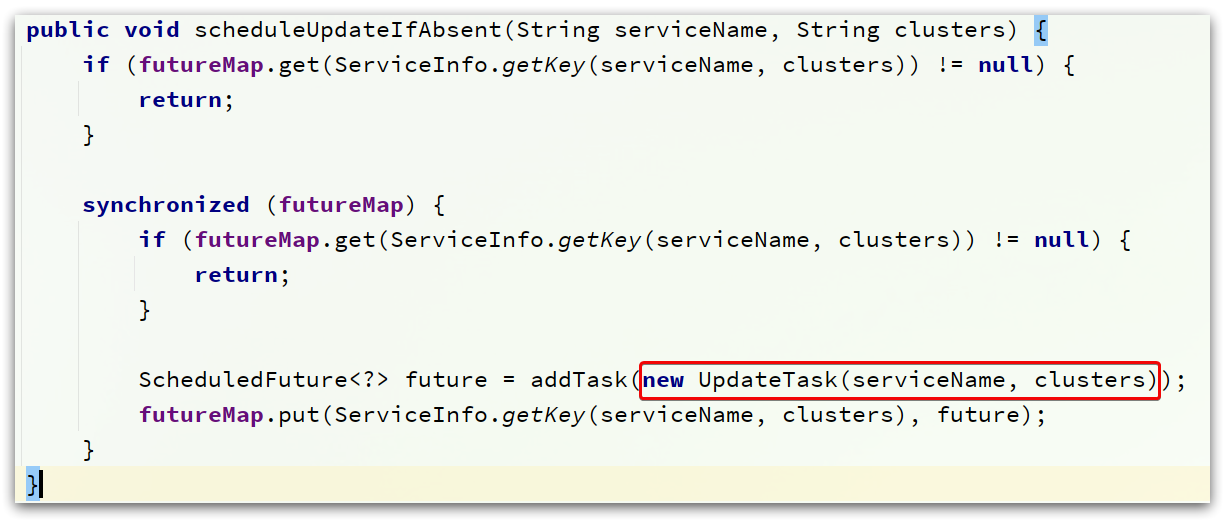 public void scheduleUpdateIfAbsent(String serviceName, String clusters) {
if (futureMap.get(ServiceInfo.getKey(serviceName, clusters)) != null) {
return;
}
synchronized (futureMap) {
if (futureMap.get(ServiceInfo.getKey(serviceName, clusters)) != null) {
return;
}
ScheduledFuture<?> future = addTask(new UpdateTask(serviceName, clusters));
futureMap.put(ServiceInfo.getKey(serviceName, clusters), future);
}
}